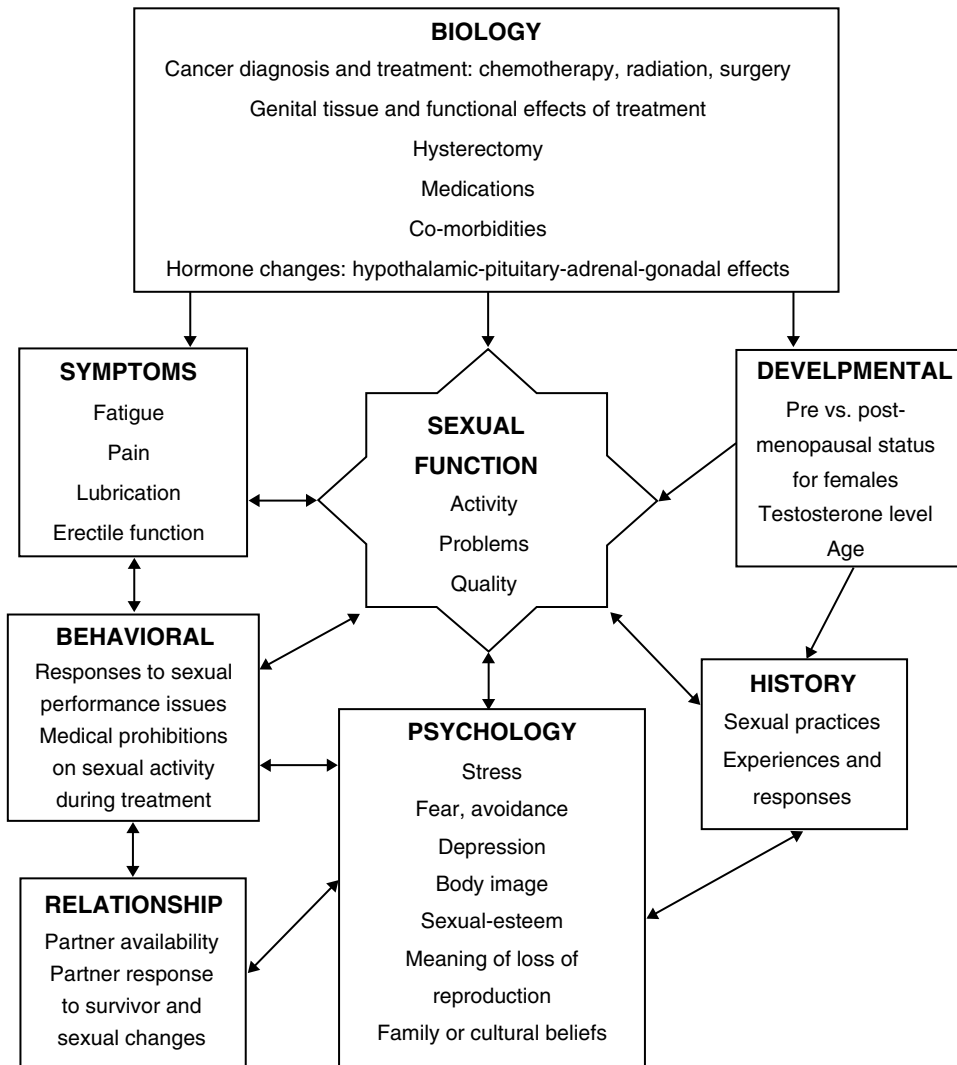 BIOLOGY
Cancer diagnosis and treatment: chemotherapy, radiation, surgery
Genital tissue and functional effects of treatment
Hysterectomy
Medications
Co-morbidities
Hormone changes: hypothalamic-pituitary-adrenal-gonadal effects
SYMPTOMS
Fatigue
Pain
Lubrication
Erectile function
SEXUAL
FUNCTION
Activity
Problems
Quality
DEVELPMENTAL
Pre vs. post-
menopausal status
for females
Testosterone level
Age
BEHAVIORAL
Responses to sexual
performance issues
Medical prohibitions
on sexual activity
during treatment
HISTORY
Sexual practices
Experiences and
responses
PSYCHOLOGY
Stress
Fear, avoidance
Depression
Body image
Sexual-esteem
Meaning of loss of
reproduction
Family or cultural beliefs
RELATIONSHIP
Partner availability
Partner response
to survivor and
sexual changes